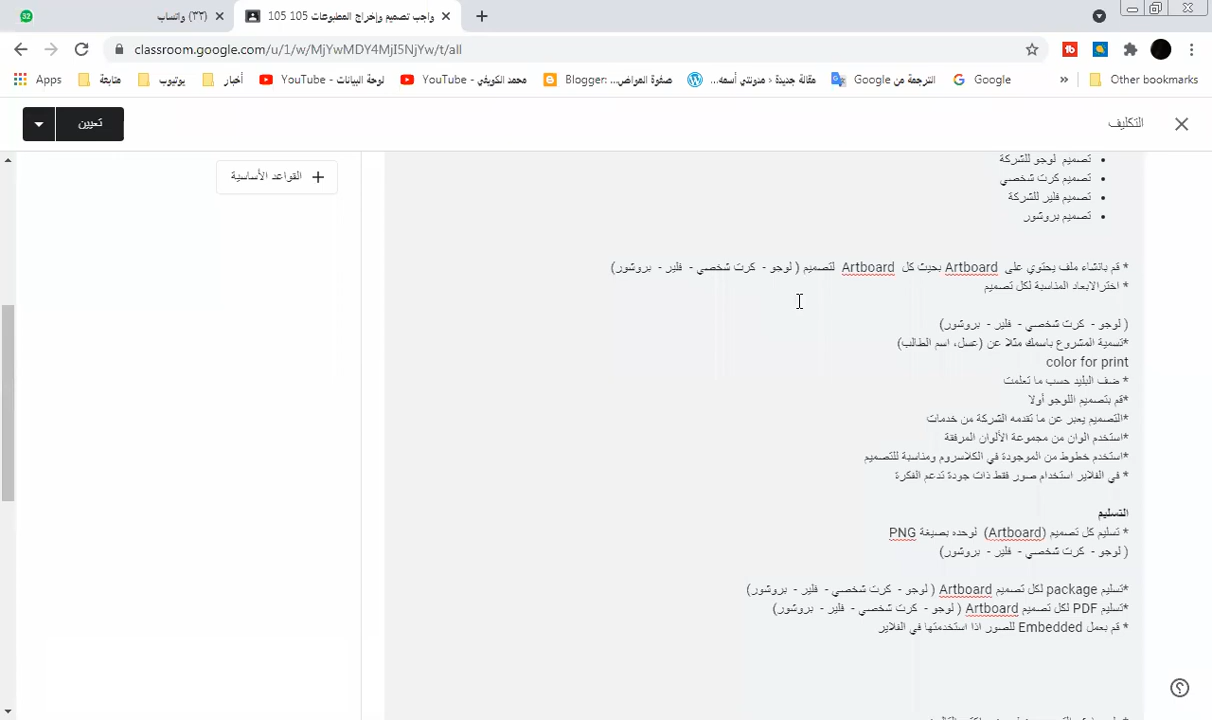 32
(٣٢) واتساب
واجب تصميم وإخراج المطبوعات 105 105
classroom.google.com/u/1/w/MjYwMDY4MjI5NjYw/t/all
Apps
متابعة
يوتيوب
أخبار
لوحة البيانات - YouTube
محمد الكويفي - YouTube
Blogger: صفوة المراض...
مقالة جديدة ‹ مدونتي أسمه...
الترجمة من Google
Google
»
Other bookmarks
التكليف
تعيين
القواعد الأساسية
• تصميم لوجو للشركة
• تصميم كرت شخصي
• تصميم فلير للشركة
• تصميم بروشور
* قم بانشاء ملف يحتوي على Artboard بحيث كل Artboard لتصميم ( لوجو - كرت شخصي - فلير - بروشور)
* اخترالابعاد المناسبة لكل تصميم
( لوجو - كرت شخصي - فلير - بروشور)
*تسمية المشروع باسمك مثلا عن (عسل، اسم الطالب)
color for print
* ضف البليد حسب ما تعلمت
*قم بتصميم اللوجو أولا
*التصميم يعبر عن ما تقدمه الشركة من خدمات
*استخدم الوان من مجموعة الألوان المرفقة
*استخدم خطوط من الموجودة في الكلاسروم ومناسبة للتصميم
* في الفلاير استخدام صور فقط ذات جودة تدعم الفكرة
التسليم
* تسليم كل تصميم (Artboard) لوحده بصيغة PNG
( لوجو - كرت شخصي - فلير - بروشور)
*تسليم package لكل تصميم Artboard ( لوجو - كرت شخصي - فلير - بروشور)
*تسليم PDF لكل تصميم Artboard ( لوجو - كرت شخصي - فلير - بروشور)
* قم بعمل Embedded للصور اذا استخدمتها في الفلاير